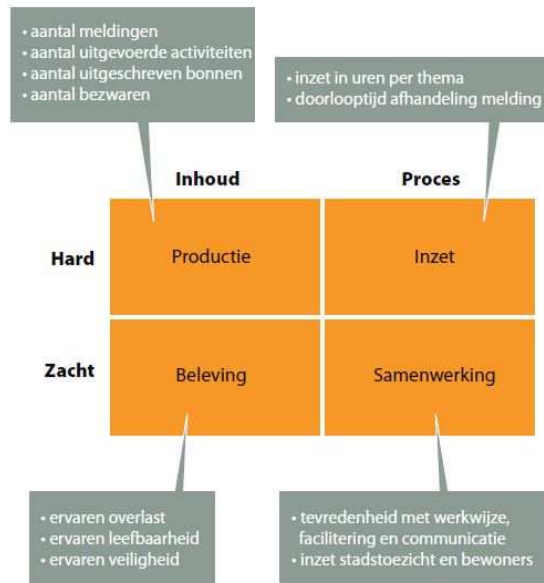 • aantal meldingen
• aantal uitgevoerde activiteiten
• aantal uitgeschreven bonnen
• aantal bezwaren
• inzet in uren per thema
• doorlooptijd afhandeling melding
Inhoud
Proces
Hard
Productie
Inzet
Zacht
Beleving
Samenwerking
• ervaren overlast
• ervaren leefbaarheid
• ervaren veiligheid
• tevredenheid met werkwijze,
facilitering en communicatie
• inzet stadstoezicht en bewoners